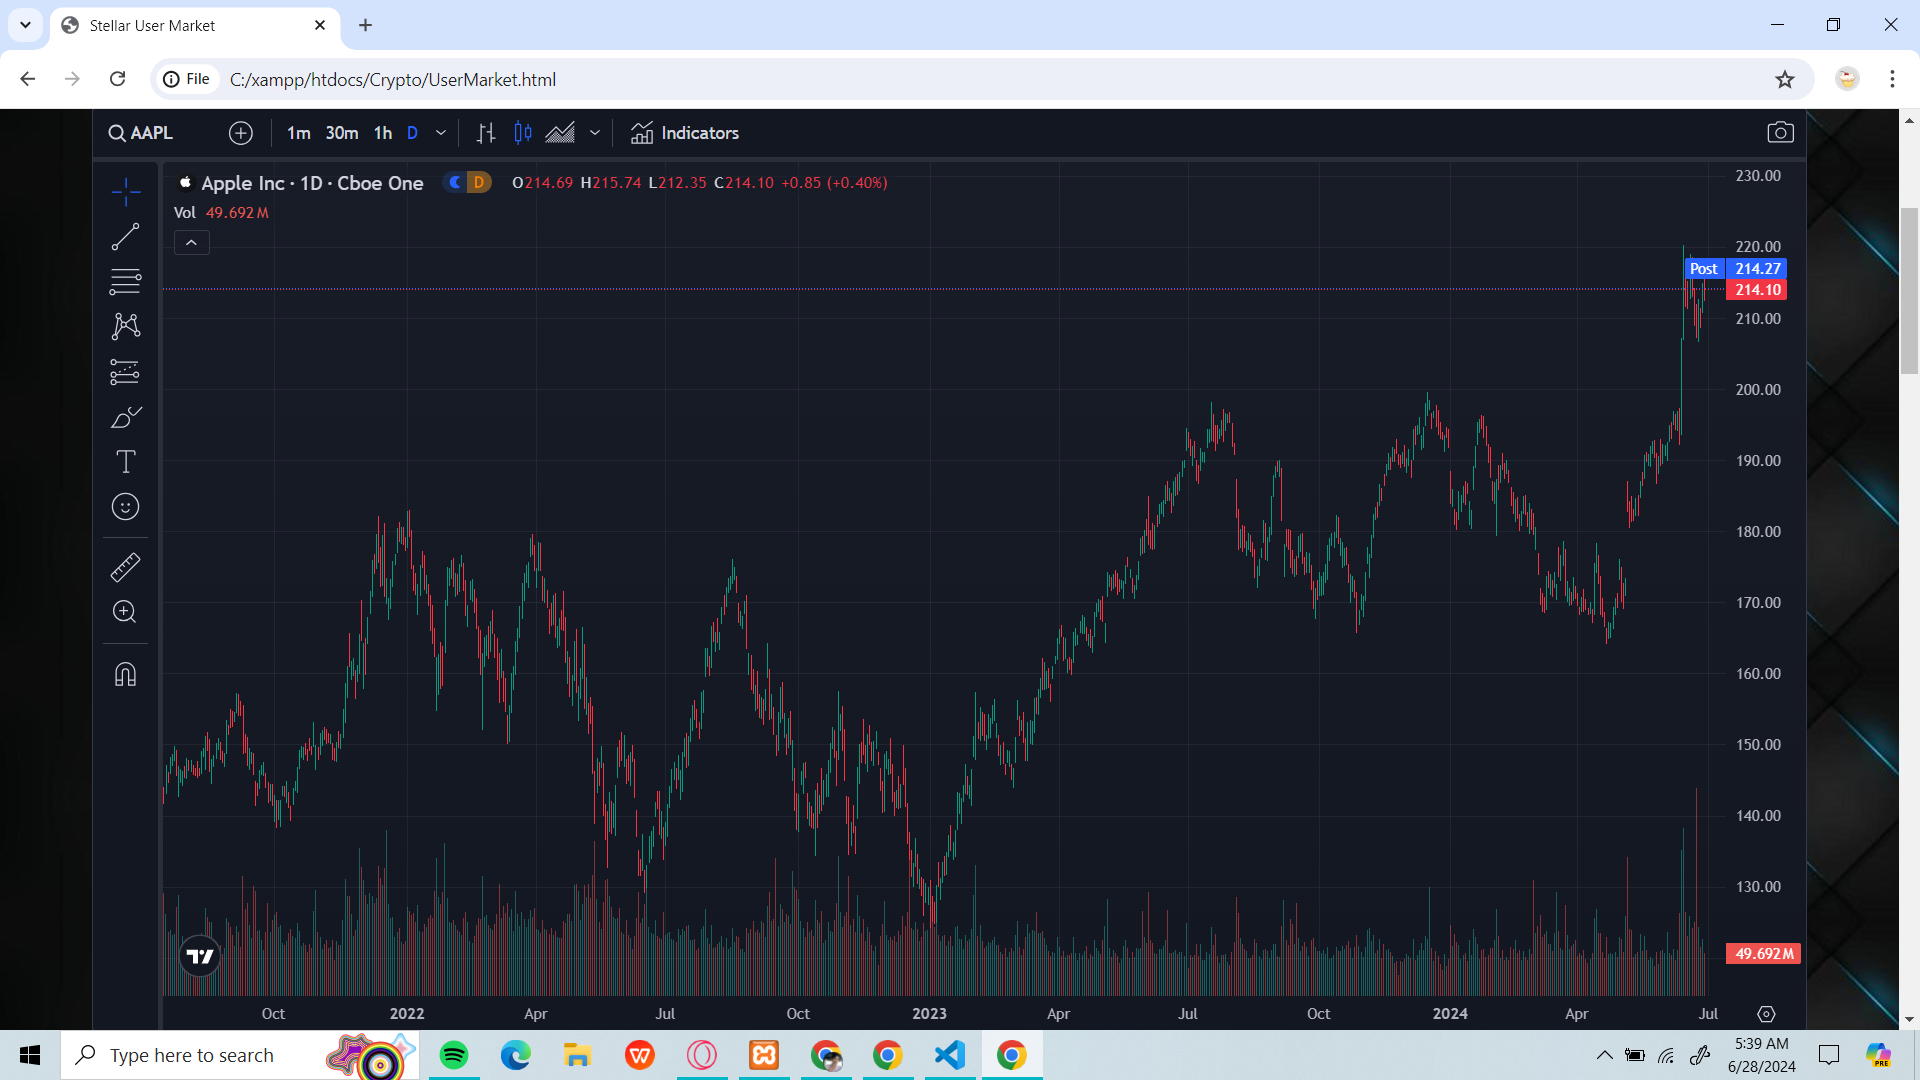 Stellar User Market
File C:/xampp/htdocs/Crypto/UserMarket.html
AAPL 1m 30m 1h D Indicators
Apple Inc · 1D · Cboe One D O214.69 H215.74 L212.35 C214.10 +0.85 (+0.40%)
Vol 49.692M
230.00
220.00
Post 214.27
214.10
210.00
200.00
190.00
180.00
170.00
160.00
150.00
140.00
130.00
49.692M
Oct 2022 Apr Jul Oct 2023 Apr Jul Oct 2024 Apr Jul
Type here to search
5:39 AM
6/28/2024
PRE